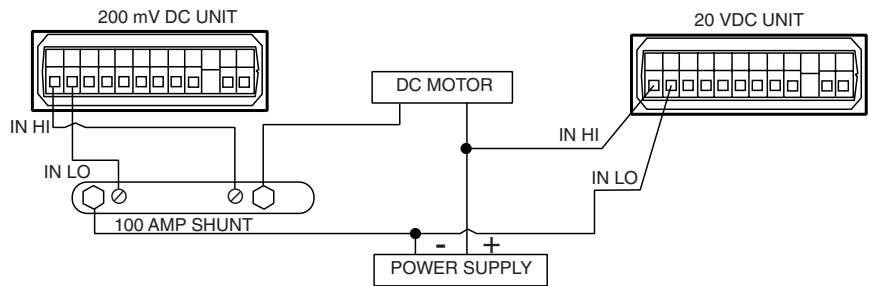 200 mV DC UNIT
20 VDC UNIT
DC MOTOR
IN HI
IN HI
IN LO
IN LO
100 AMP SHUNT
- +
POWER SUPPLY